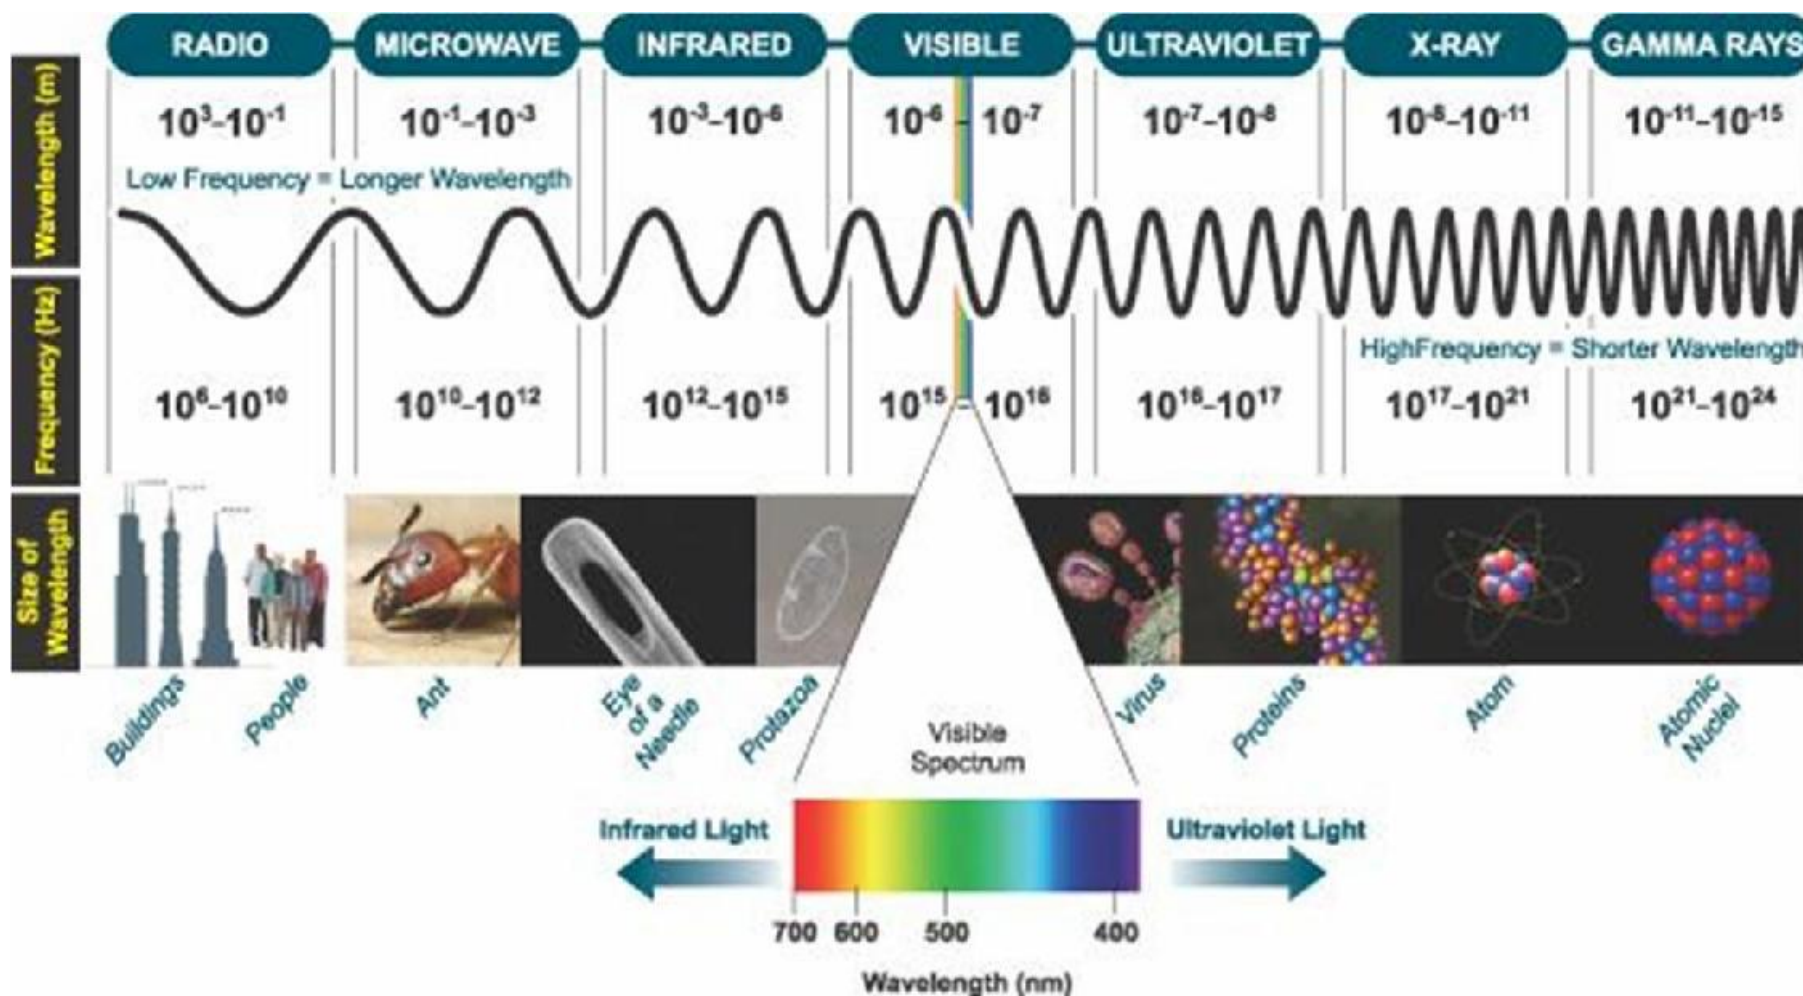 RADIO MICROWAVE INFRARED VISIBLE ULTRAVIOLET X-RAY GAMMA RAYS
Wavelength (m)
10³-10⁻¹ 10⁻¹-10⁻³ 10⁻³-10⁻⁶ 10⁻⁶ - 10⁻⁷ 10⁻⁷-10⁻⁸ 10⁻⁸-10⁻¹¹ 10⁻¹¹-10⁻¹⁵
Low Frequency = Longer Wavelength
HighFrequency = Shorter Wavelength
Frequency (Hz)
10⁶-10¹⁰ 10¹⁰-10¹² 10¹²-10¹⁵ 10¹⁵ - 10¹⁶ 10¹⁶-10¹⁷ 10¹⁷-10²¹ 10²¹-10²⁴
Size of
Wavelength
Buildings
People
Ant
Eye
of a
Needle
Protazoa
Virus
Proteins
Atom
Atomic
Nuclei
Visible
Spectrum
Infrared Light
Ultraviolet Light
700 600 500 400
Wavelength (nm)